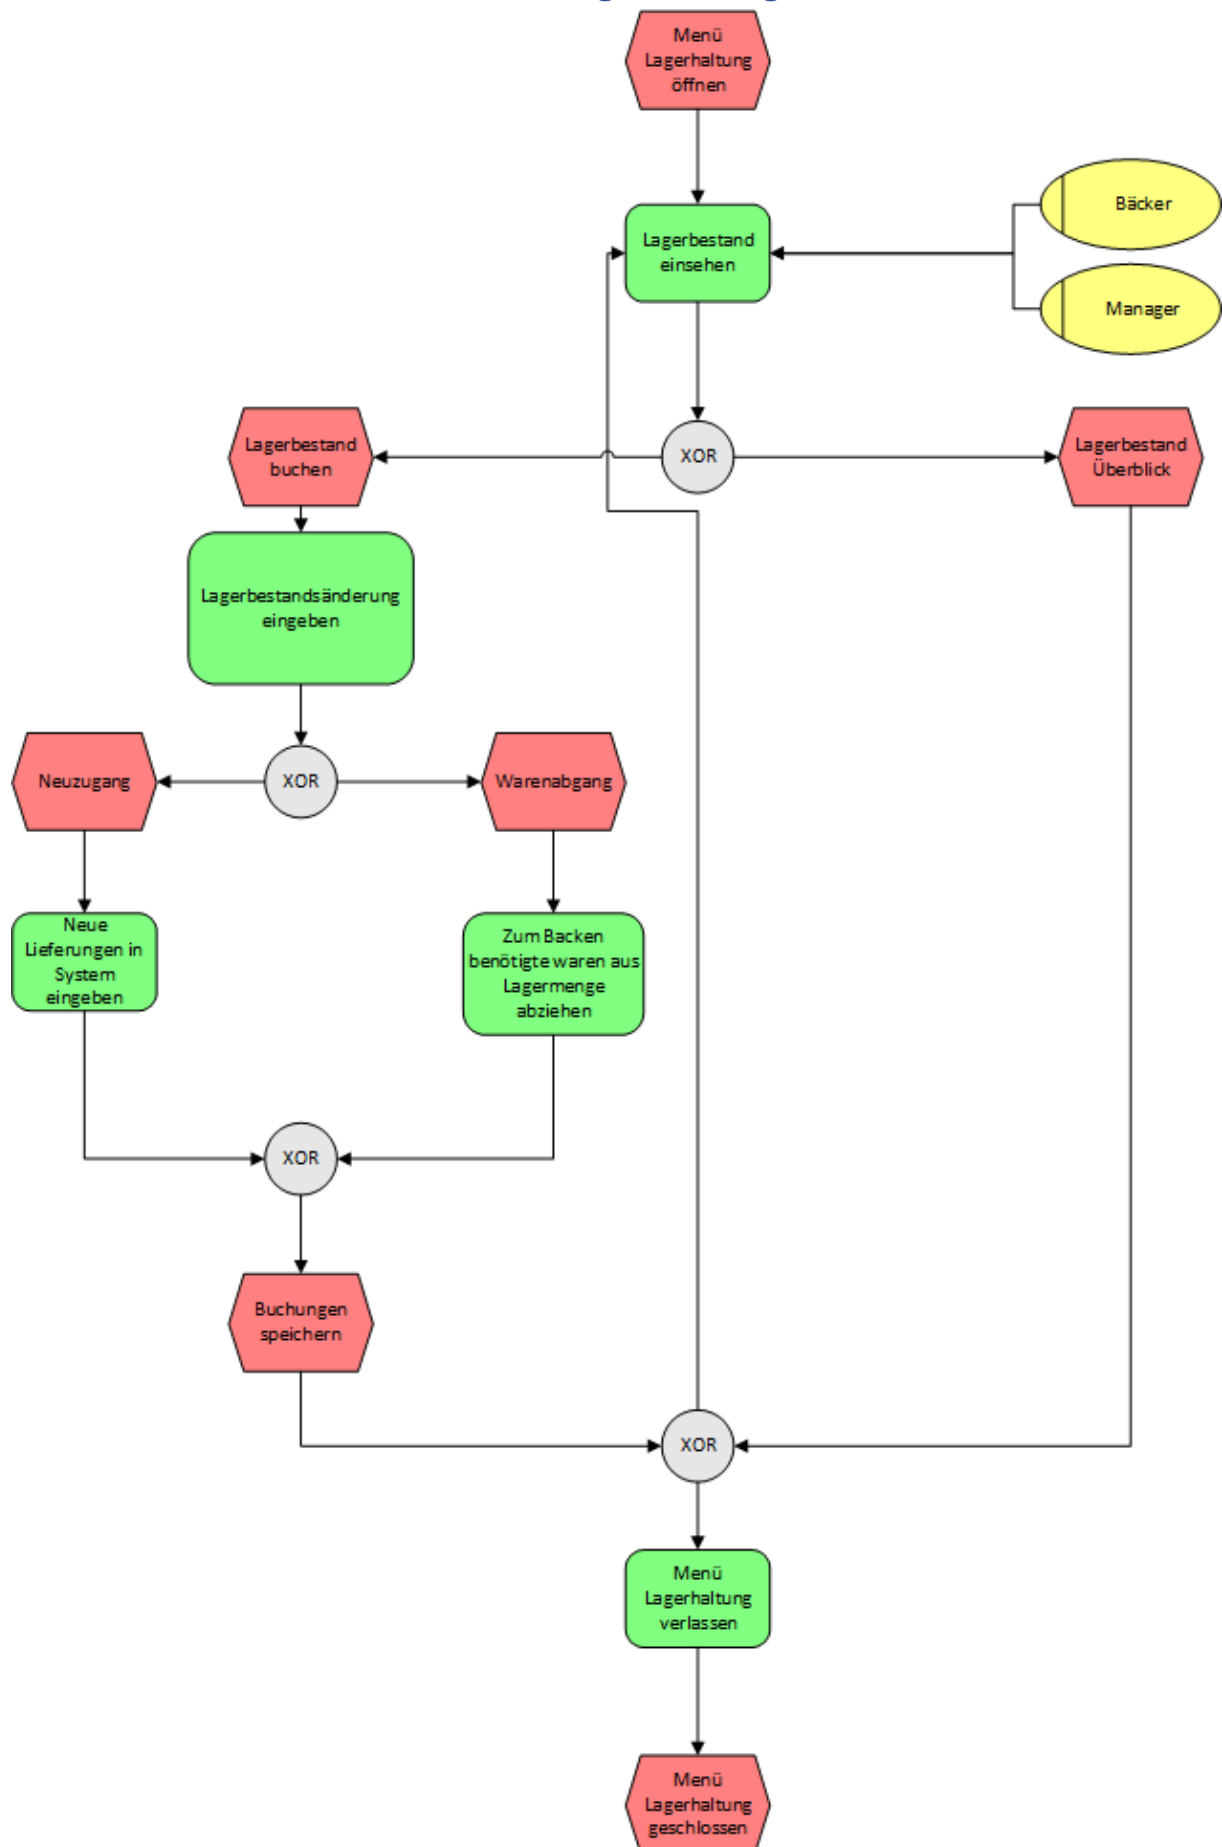 Menü
Lagerhaltung
öffnen
Bäcker
Lagerbestand
einsehen
Manager
Lagerbestand
buchen
XOR
Lagerbestand
Überblick
Lagerbestandsänderung
eingeben
Neuzugang
XOR
Warenabgang
Neue
Lieferungen in
System
eingeben
Zum Backen
benötigte waren aus
Lagermenge
abziehen
XOR
Buchungen
speichern
XOR
Menü
Lagerhaltung
verlassen
Menü
Lagerhaltung
geschlossen